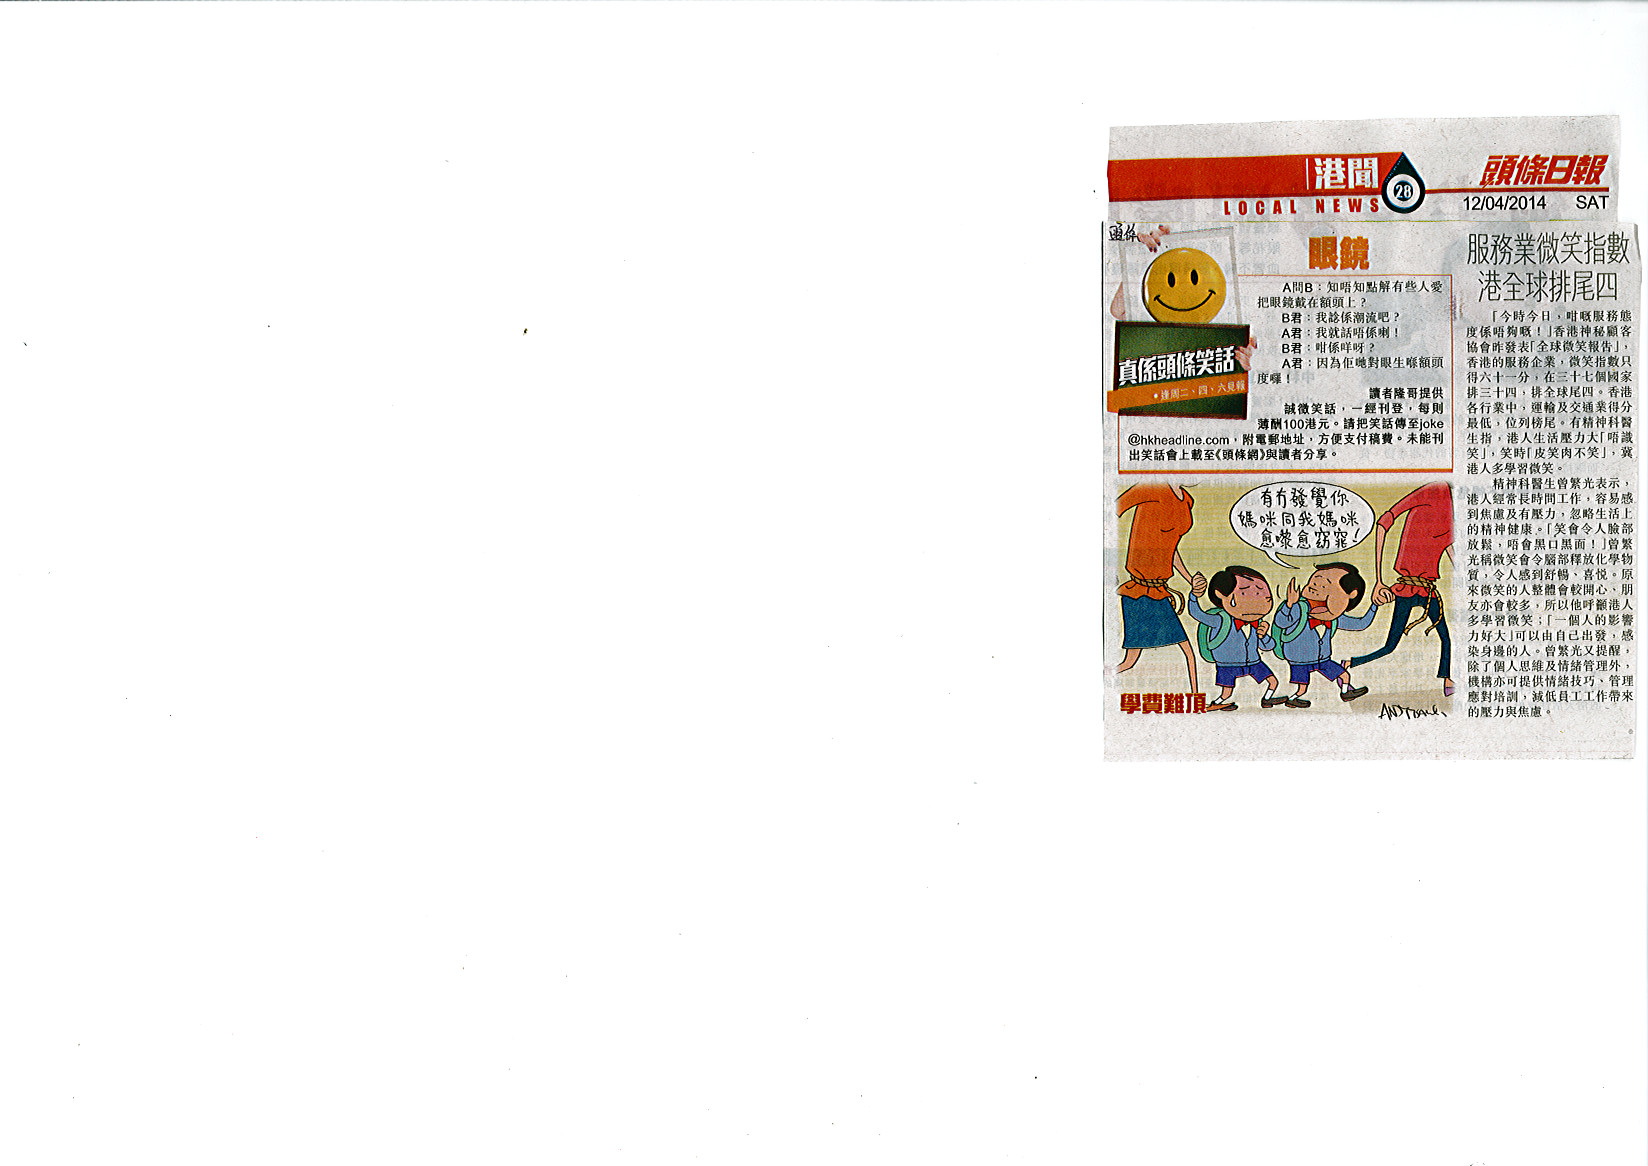 港聞
28
LOCAL NEWS
頭條日報
12/04/2014 SAT
頭條
眼鏡
A問B：知唔知點解有些人愛
把眼鏡戴在額頭上？
B君：我諗係潮流吧？
A君：我就話唔係喇！
B君：咁係咩呀？
A君：因為佢哋對眼生喺額頭
度囉！
讀者隆哥提供
誠徵笑話，一經刊登，每則
薄酬100港元。請把笑話傳至joke
@hkheadline.com，附電郵地址，方便支付稿費。未能刊
出笑話會上載至《頭條網》與讀者分享。
真係頭條笑話
•逢周二、四、六見報
有冇發覺你
媽咪同我媽咪
愈嚟愈窈窕！
學費難頂
服務業微笑指數
港全球排尾四
「今時今日，咁嘅服務態
度係唔夠嘅！」香港神秘顧客
協會昨發表「全球微笑報告」，
香港的服務企業，微笑指數只
得六十一分，在三十七個國家
排三十四，排全球尾四。香港
各行業中，運輸及交通業得分
最低，位列榜尾。有精神科醫
生指，港人生活壓力大「唔識
笑」，笑時「皮笑肉不笑」，冀
港人多學習微笑。
精神科醫生曾繁光表示，
港人經常長時間工作，容易感
到焦慮及有壓力，忽略生活上
的精神健康。「笑會令人臉部
放鬆，唔會黑口黑面！」曾繁
光稱微笑會令腦部釋放化學物
質，令人感到舒暢、喜悅。原
來微笑的人整體會較開心、朋
友亦會較多，所以他呼籲港人
多學習微笑；「一個人的影響
力好大」可以由自己出發，感
染身邊的人。曾繁光又提醒，
除了個人思維及情緒管理外，
機構亦可提供情緒技巧、管理
應對培訓，減低員工工作帶來
的壓力與焦慮。